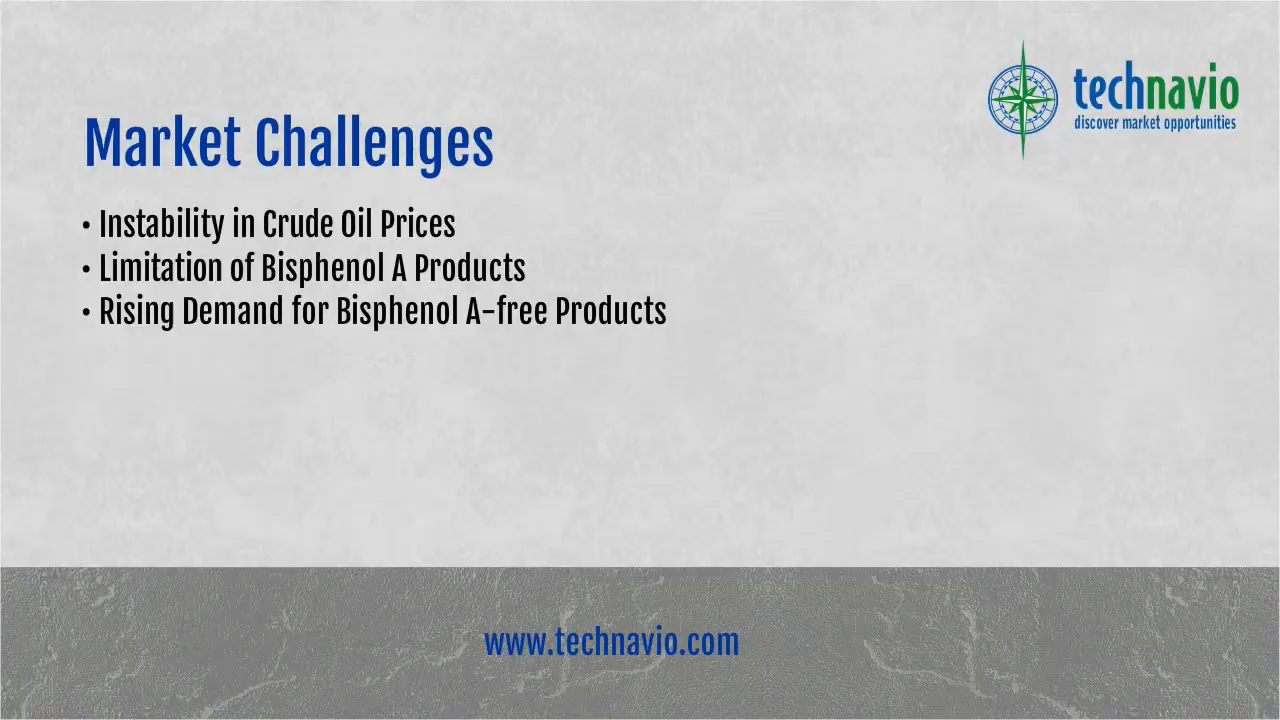 technavio
discover market opportunities
Market Challenges
• Instability in Crude Oil Prices
• Limitation of Bisphenol A Products
• Rising Demand for Bisphenol A-free Products
www.technavio.com